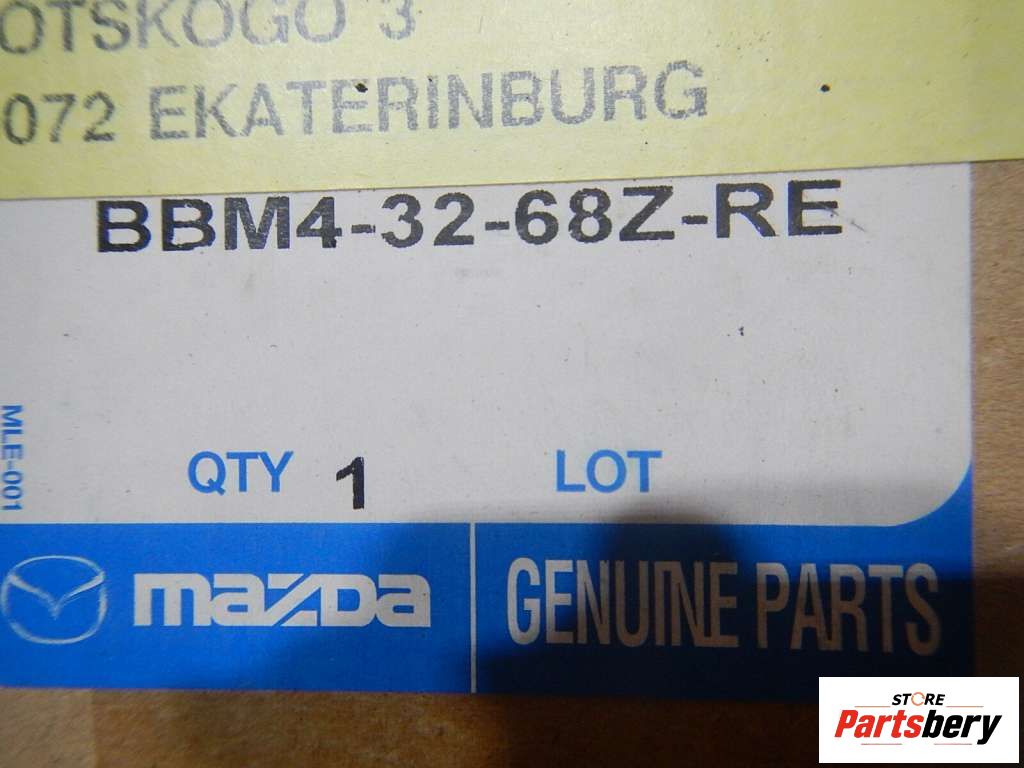 OTSKOGO 3
072 EKATERINBURG
BBM4-32-68Z-RE
MLE-001
QTY 1 LOT
mazda GENUINE PARTS
STORE
Partsbery